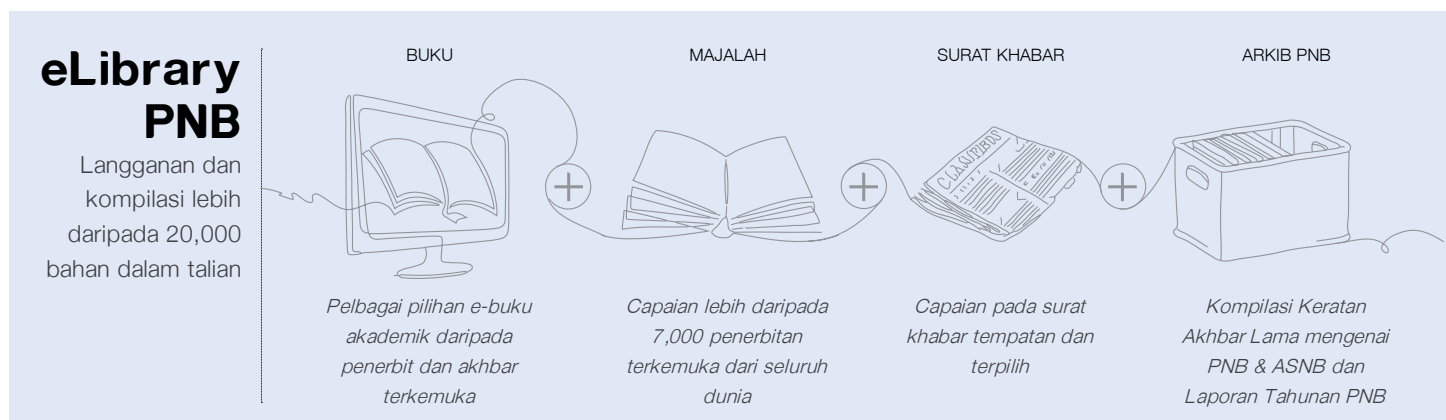 eLibrary
PNB
Langganan dan
kompilasi lebih
daripada 20,000
bahan dalam talian
BUKU
Pelbagai pilihan e-buku
akademik daripada
penerbit dan akhbar
terkemuka
MAJALAH
Capaian lebih daripada
7,000 penerbitan
terkemuka dari seluruh
dunia
SURAT KHABAR
CLASSIFIEDS
Capaian pada surat
khabar tempatan dan
terpilih
ARKIB PNB
Kompilasi Keratan
Akhbar Lama mengenai
PNB & ASNB dan
Laporan Tahunan PNB